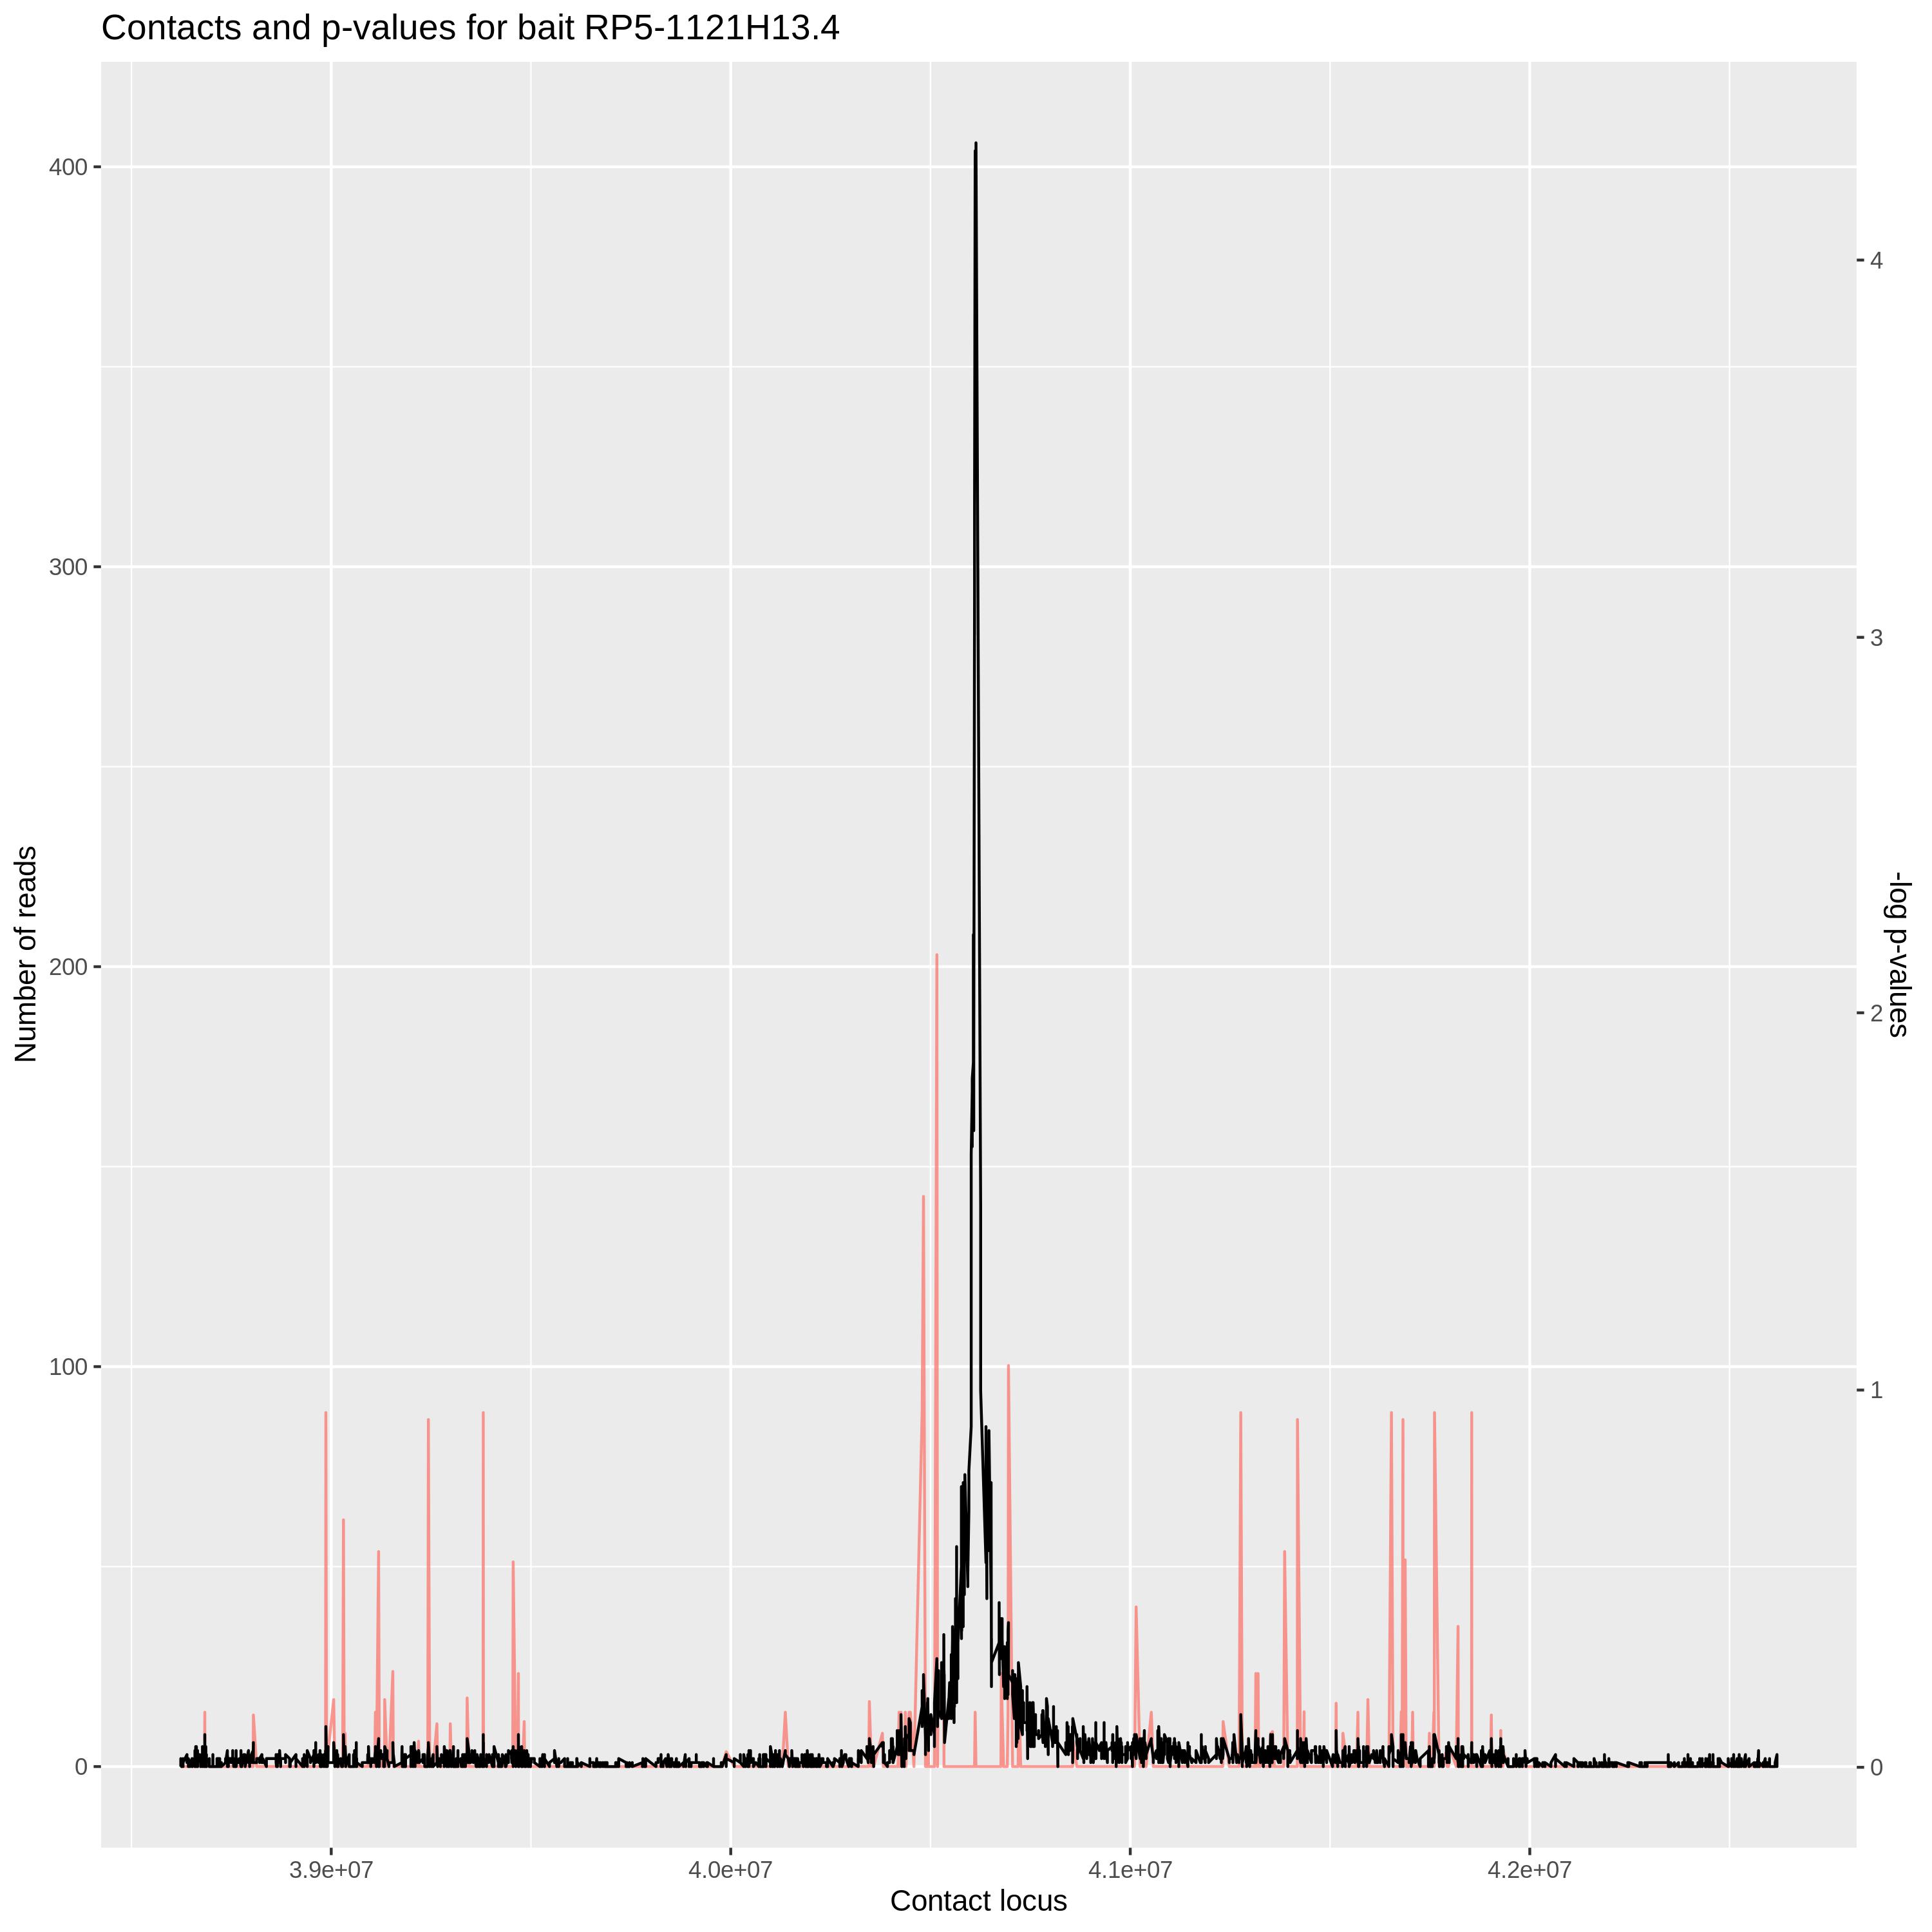 Contacts and p-values for bait RP5-1121H13.4
400
300
200
100
0
Number of reads
4
3
2
1
0
-log p-values
3.9e+07
4.0e+07
4.1e+07
4.2e+07
Contact locus